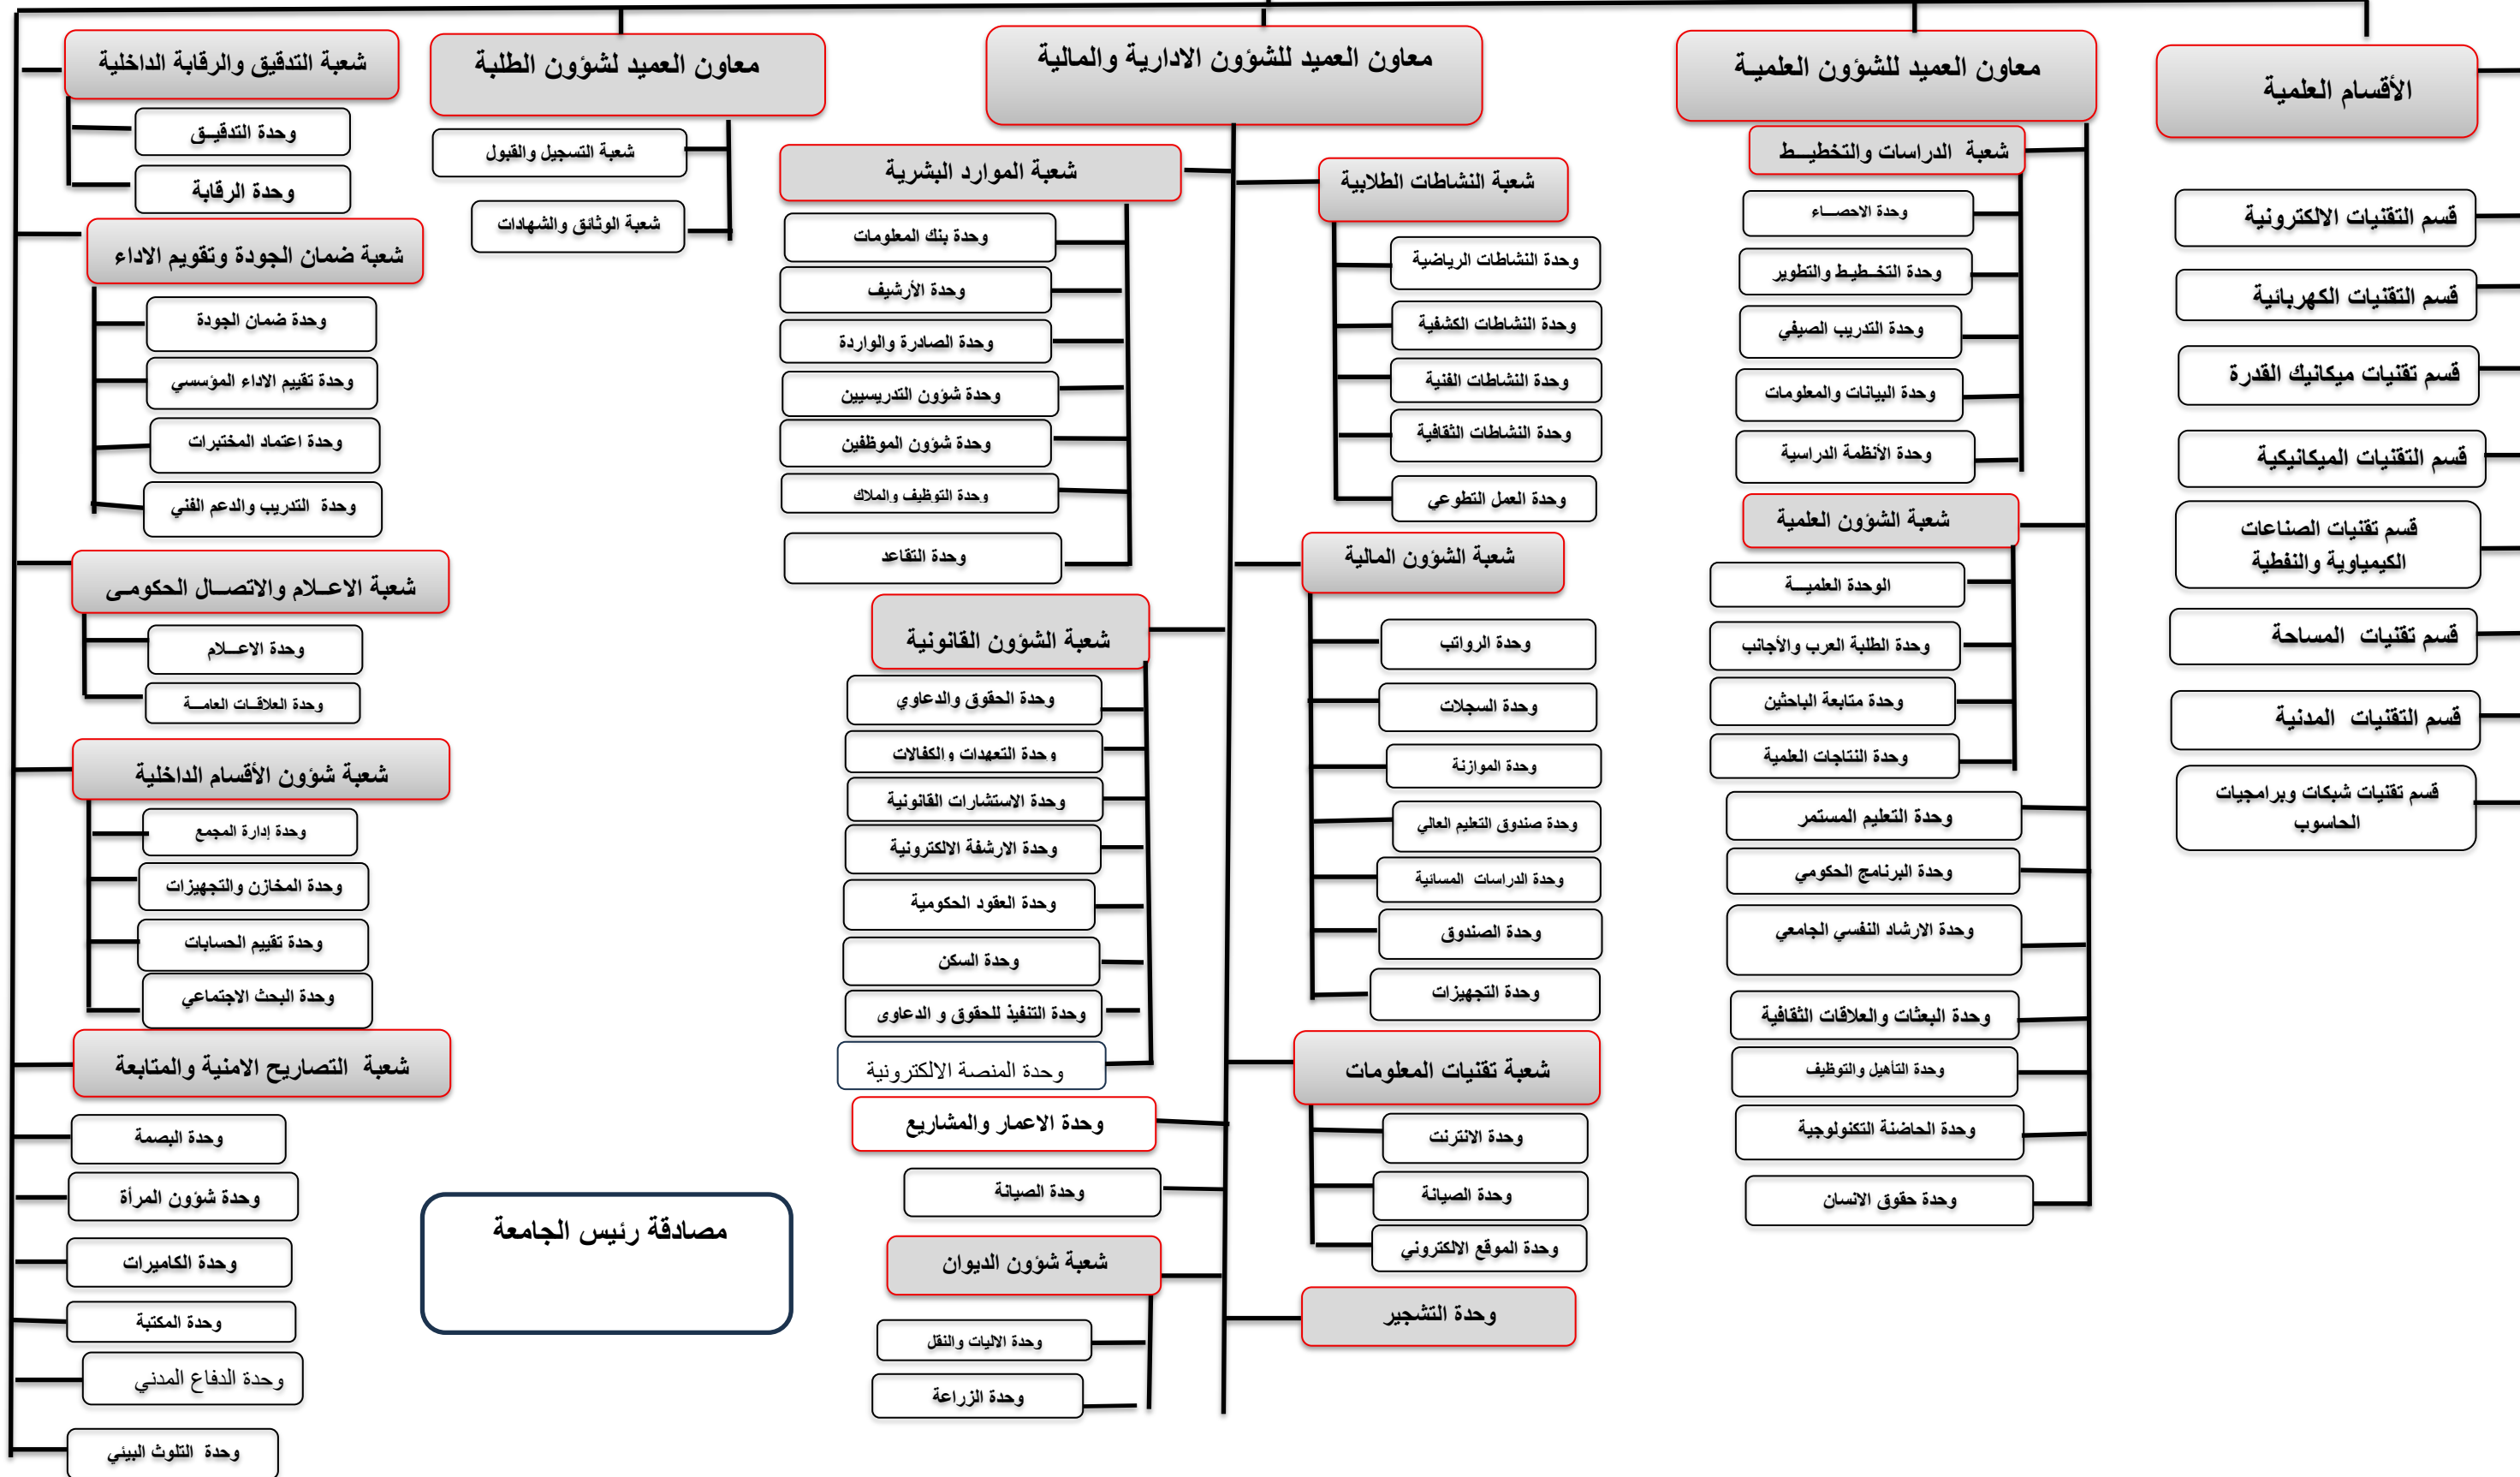 الأقسام العلمية
قسم التقنيات الالكترونية
قسم التقنيات الكهربائية
قسم تقنيات ميكانيك القدرة
قسم التقنيات الميكانيكية
قسم تقنيات الصناعات
الكيمياوية والنفطية
قسم تقنيات المساحة
قسم التقنيات المدنية
قسم تقنيات شبكات وبرامجيات
الحاسوب
معاون العميد للشؤون العلميـة
شعبة الدراسات والتخطيـــط
وحدة الاحصـــاء
وحدة التخـطيـط والتطوير
وحدة التدريب الصيفي
وحدة البيانات والمعلومات
وحدة الأنظمة الدراسية
شعبة الشؤون العلمية
الوحدة العلميـــة
وحدة الطلبة العرب والأجانب
وحدة متابعة الباحثين
وحدة النتاجات العلمية
وحدة التعليم المستمر
وحدة البرنامج الحكومي
وحدة الارشاد النفسي الجامعي
وحدة البعثات والعلاقات الثقافية
وحدة التأهيل والتوظيف
وحدة الحاضنة التكنولوجية
وحدة حقوق الانسان
معاون العميد للشؤون الادارية والمالية
شعبة النشاطات الطلابية
وحدة النشاطات الرياضية
وحدة النشاطات الكشفية
وحدة النشاطات الفنية
وحدة النشاطات الثقافية
وحدة العمل التطوعي
شعبة الشؤون المالية
وحدة الرواتب
وحدة السجلات
وحدة الموازنة
وحدة صندوق التعليم العالي
وحدة الدراسات المسائية
وحدة الصندوق
وحدة التجهيزات
شعبة تقنيات المعلومات
وحدة الانترنت
وحدة الصيانة
وحدة الموقع الالكتروني
وحدة التشجير
شعبة الموارد البشرية
وحدة بنك المعلومات
وحدة الأرشيف
وحدة الصادرة والواردة
وحدة شؤون التدريسيين
وحدة شؤون الموظفين
وحدة التوظيف والملاك
وحدة التقاعد
شعبة الشؤون القانونية
وحدة الحقوق والدعاوي
وحدة التعهدات والكفالات
وحدة الاستشارات القانونية
وحدة الارشفة الالكترونية
وحدة العقود الحكومية
وحدة السكن
وحدة التنفيذ للحقوق و الدعاوى
وحدة المنصة الالكترونية
وحدة الاعمار والمشاريع
وحدة الصيانة
شعبة شؤون الديوان
وحدة الاليات والنقل
وحدة الزراعة
معاون العميد لشؤون الطلبة
شعبة التسجيل والقبول
شعبة الوثائق والشهادات
مصادقة رئيس الجامعة
شعبة التدقيق والرقابة الداخلية
وحدة التدقيــق
وحدة الرقابة
شعبة ضمان الجودة وتقويم الاداء
وحدة ضمان الجودة
وحدة تقييم الاداء المؤسسي
وحدة اعتماد المختبرات
وحدة التدريب والدعم الفني
شعبة الاعــلام والاتصــال الحكومـى
وحدة الاعـــلام
وحدة العلاقــات العامـــة
شعبة شؤون الأقسام الداخلية
وحدة إدارة المجمع
وحدة المخازن والتجهيزات
وحدة تقييم الحسابات
وحدة البحث الاجتماعي
شعبة التصاريح الامنية والمتابعة
وحدة البصمة
وحدة شؤون المرأة
وحدة الكاميرات
وحدة المكتبة
وحدة الدفاع المدني
وحدة التلوث البيئي